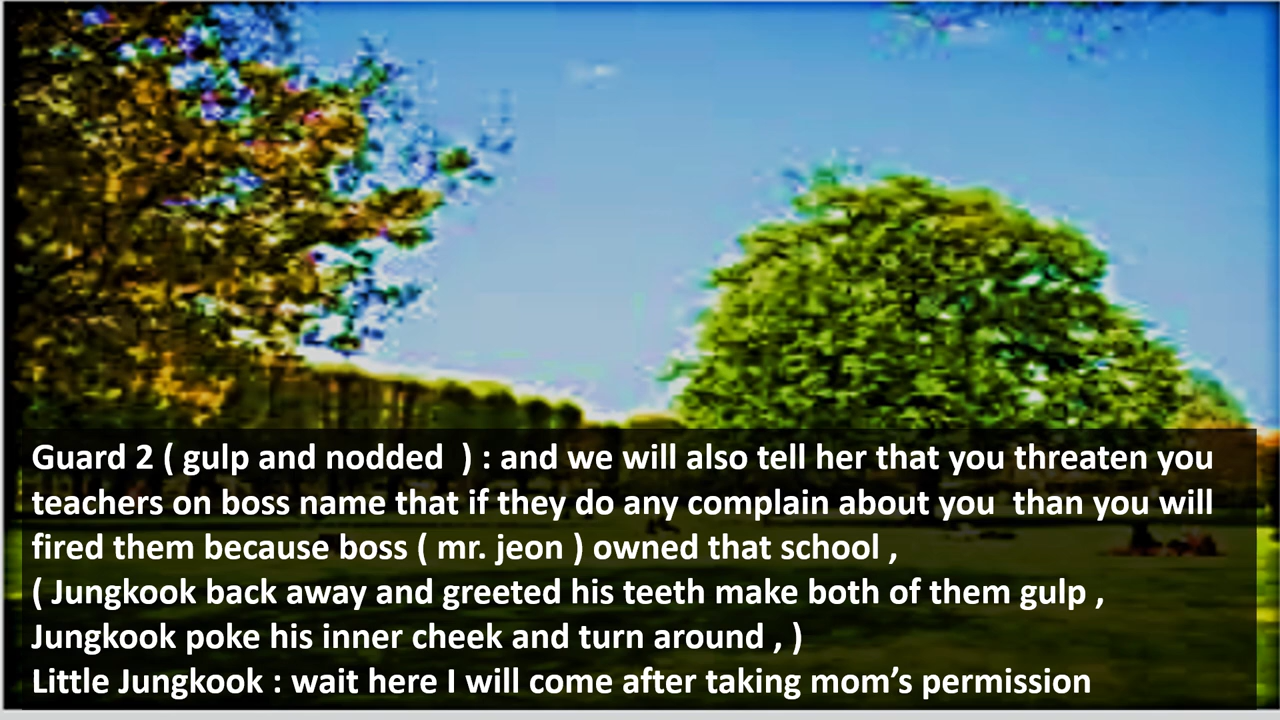 Guard 2 ( gulp and nodded  ) : and we will also tell her that you threaten you
teachers on boss name that if they do any complain about you  than you will
fired them because boss ( mr. jeon ) owned that school ,
( Jungkook back away and greeted his teeth make both of them gulp ,
Jungkook poke his inner cheek and turn around , )
Little Jungkook : wait here I will come after taking mom’s permission